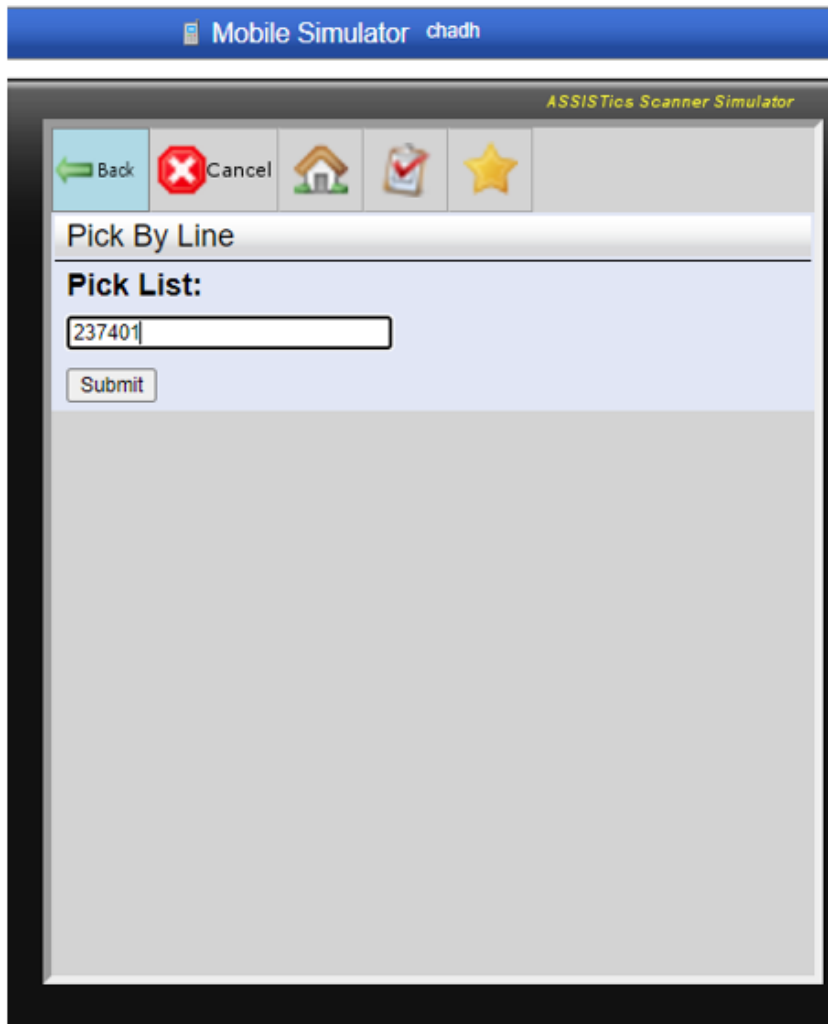 Mobile Simulator chadh
ASSISTics Scanner Simulator
Back Cancel
Pick By Line
Pick List:
237401
Submit